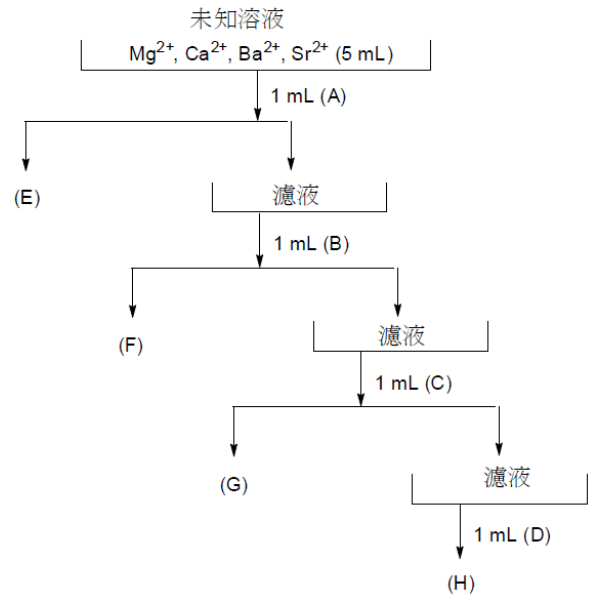 未知溶液
Mg²⁺, Ca²⁺, Ba²⁺, Sr²⁺ (5 mL)
1 mL (A)
(E)
濾液
1 mL (B)
(F)
濾液
1 mL (C)
(G)
濾液
1 mL (D)
(H)